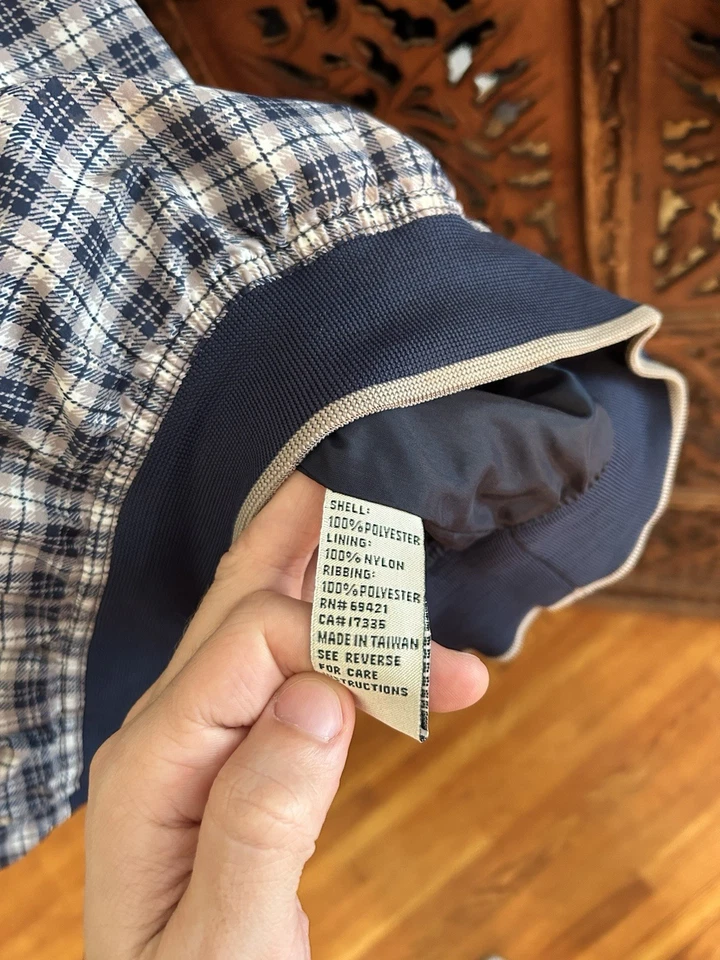 SHELL:
100% POLYESTER
LINING:
100% NYLON
RIBBING:
100% POLYESTER
RN# 69421
CA# 17335
MADE IN TAIWAN
SEE REVERSE
FOR CARE
INSTRUCTIONS